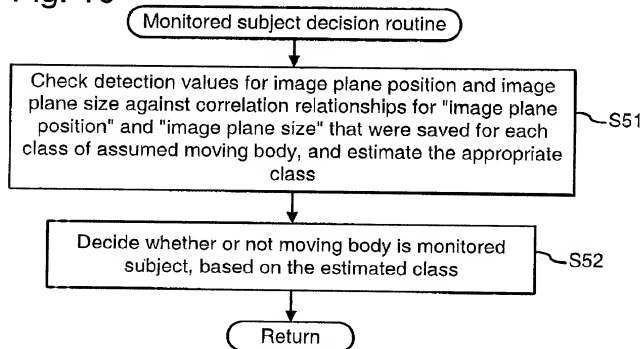 Monitored subject decision routine
Check detection values for image plane position and image
plane size against correlation relationships for "image plane
position" and "image plane size" that were saved for each
class of assumed moving body, and estimate the appropriate
class
S51
Decide whether or not moving body is monitored
subject, based on the estimated class
S52
Return